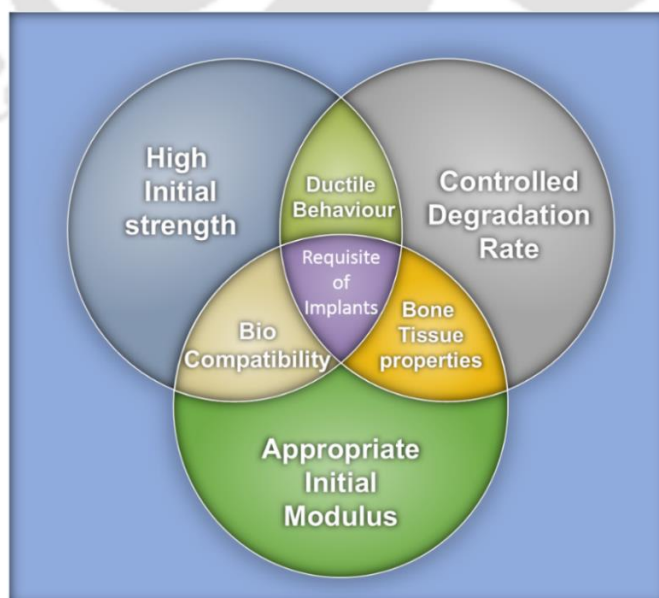 High
Initial
strength
Ductile
Behaviour
Controlled
Degradation
Rate
Requisite
of
Implants
Bio
Compatibility
Bone
Tissue
properties
Appropriate
Initial
Modulus